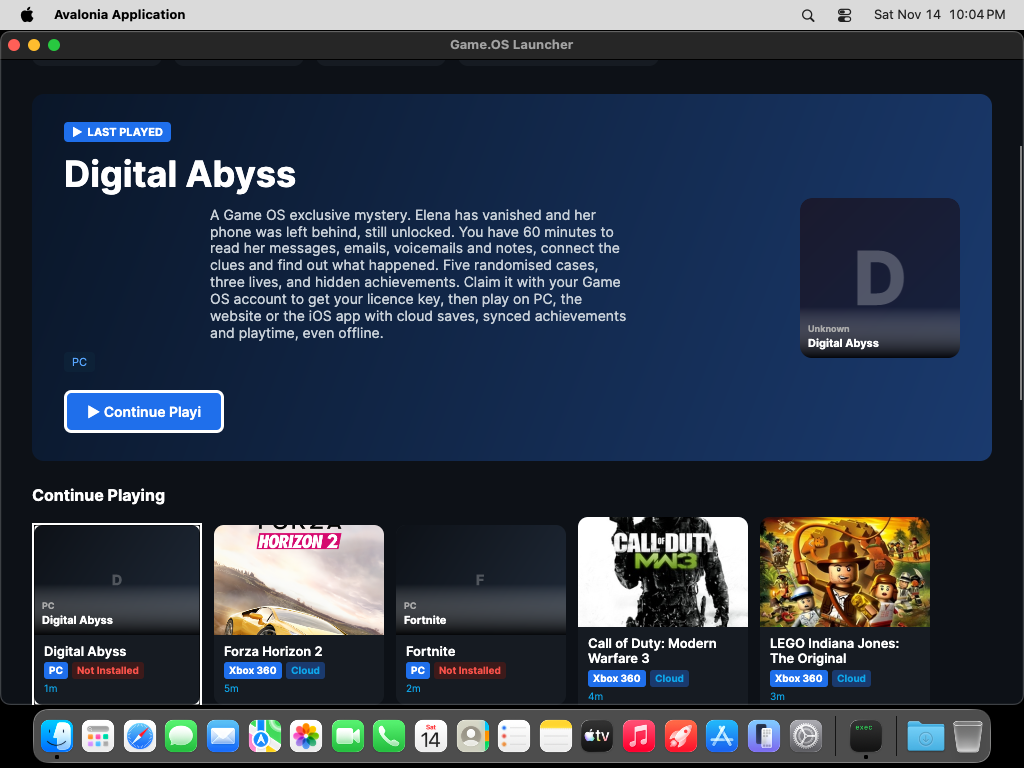 Avalonia Application
Sat Nov 14 10:04 PM
Game.OS Launcher
LAST PLAYED
Digital Abyss
A Game OS exclusive mystery. Elena has vanished and her
phone was left behind, still unlocked. You have 60 minutes to
read her messages, emails, voicemails and notes, connect the
clues and find out what happened. Five randomised cases,
three lives, and hidden achievements. Claim it with your Game
OS account to get your licence key, then play on PC, the
website or the iOS app with cloud saves, synced achievements
and playtime, even offline.
D
Unknown
Digital Abyss
PC
Continue Playi
Continue Playing
D
PC
Digital Abyss
Digital Abyss
PC Not Installed
1m
FORZA
HORIZON 2
Forza Horizon 2
Xbox 360 Cloud
5m
F
PC
Fortnite
Fortnite
PC Not Installed
2m
CALL OF DUTY
MW3
Call of Duty: Modern
Warfare 3
Xbox 360 Cloud
4m
LEGO Indiana Jones:
The Original
Xbox 360 Cloud
3m
Sat
14
tv
exec